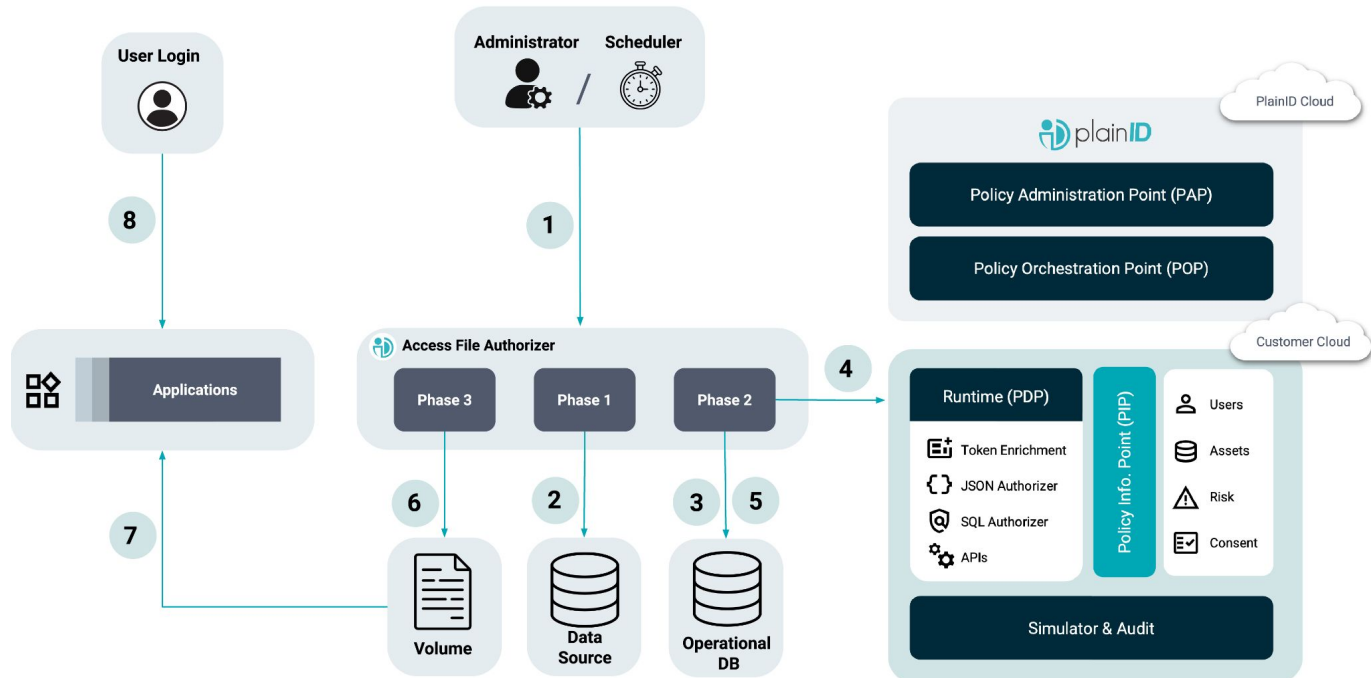 User Login
Administrator
/
Scheduler
PlainID Cloud
plainID
Policy Administration Point (PAP)
Policy Orchestration Point (POP)
8
1
Customer Cloud
Applications
Access File Authorizer
Phase 3
Phase 1
Phase 2
4
Runtime (PDP)
Token Enrichment
JSON Authorizer
SQL Authorizer
APIs
Policy Info. Point (PIP)
Users
Assets
Risk
Consent
6
2
3
5
7
Volume
Data
Source
Operational
DB
Simulator & Audit